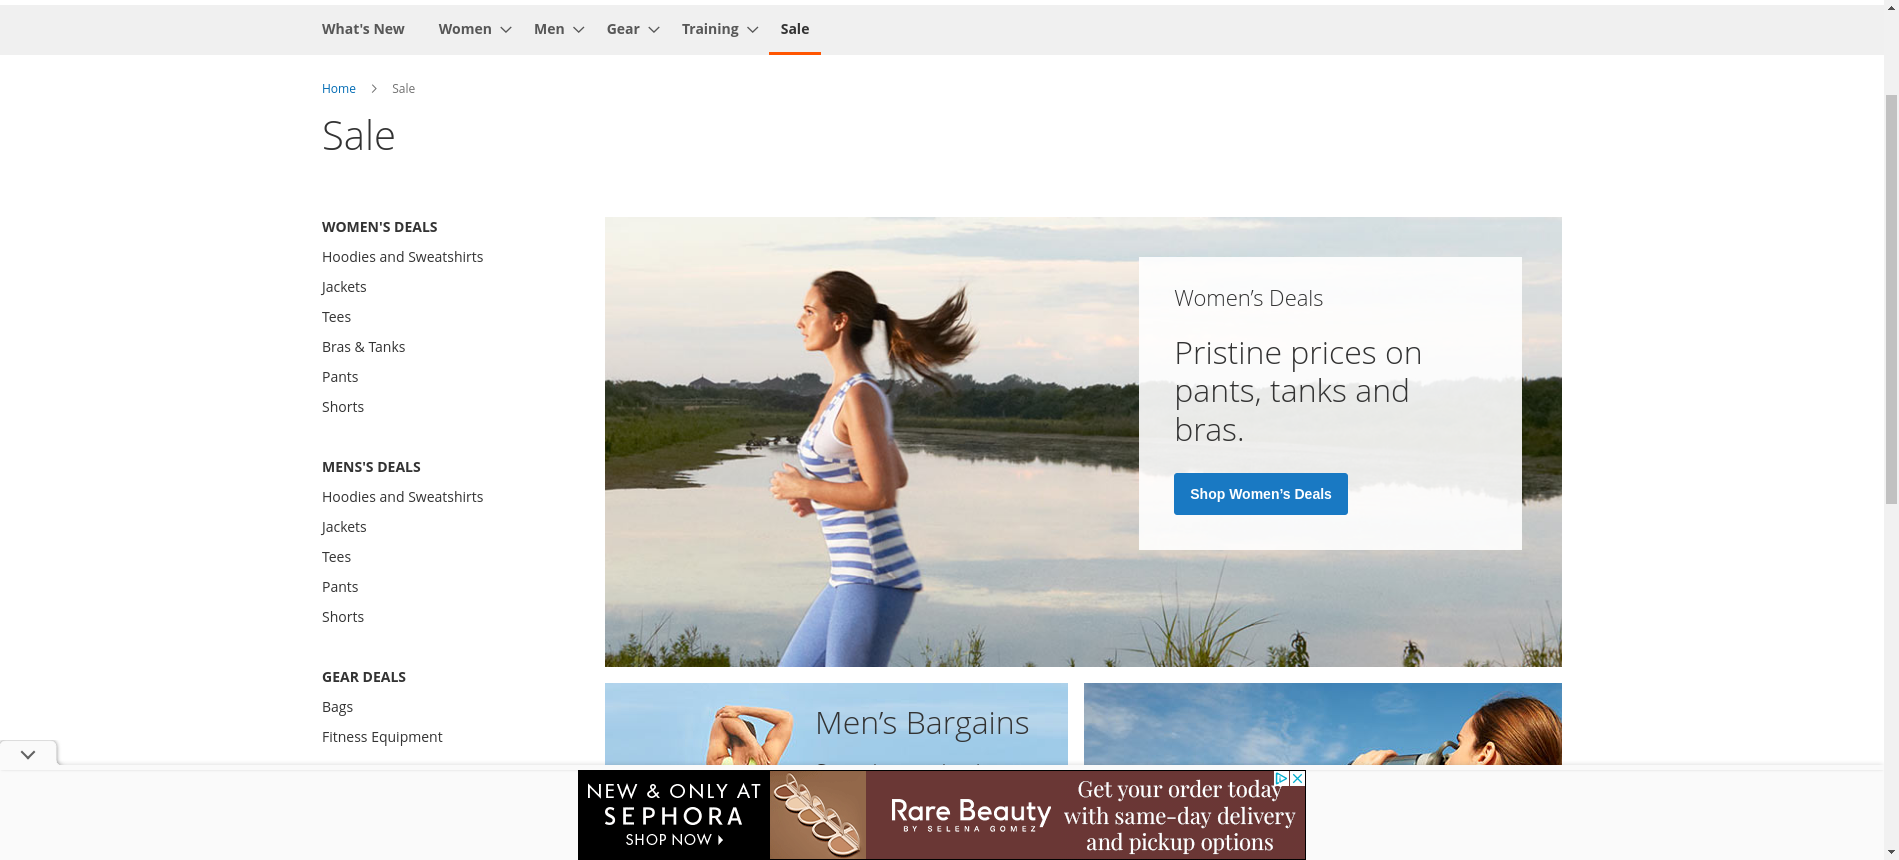 What's New Women Men Gear Training Sale
Home Sale
Sale
WOMEN'S DEALS
Hoodies and Sweatshirts
Jackets
Tees
Bras & Tanks
Pants
Shorts
MENS'S DEALS
Hoodies and Sweatshirts
Jackets
Tees
Pants
Shorts
GEAR DEALS
Bags
Fitness Equipment
Women’s Deals
Pristine prices on
pants, tanks and
bras.
Shop Women’s Deals
Men’s Bargains
NEW & ONLY AT
SEPHORA
SHOP NOW
Rare Beauty
BY SELENA GOMEZ
Get your order today
with same-day delivery
and pickup options